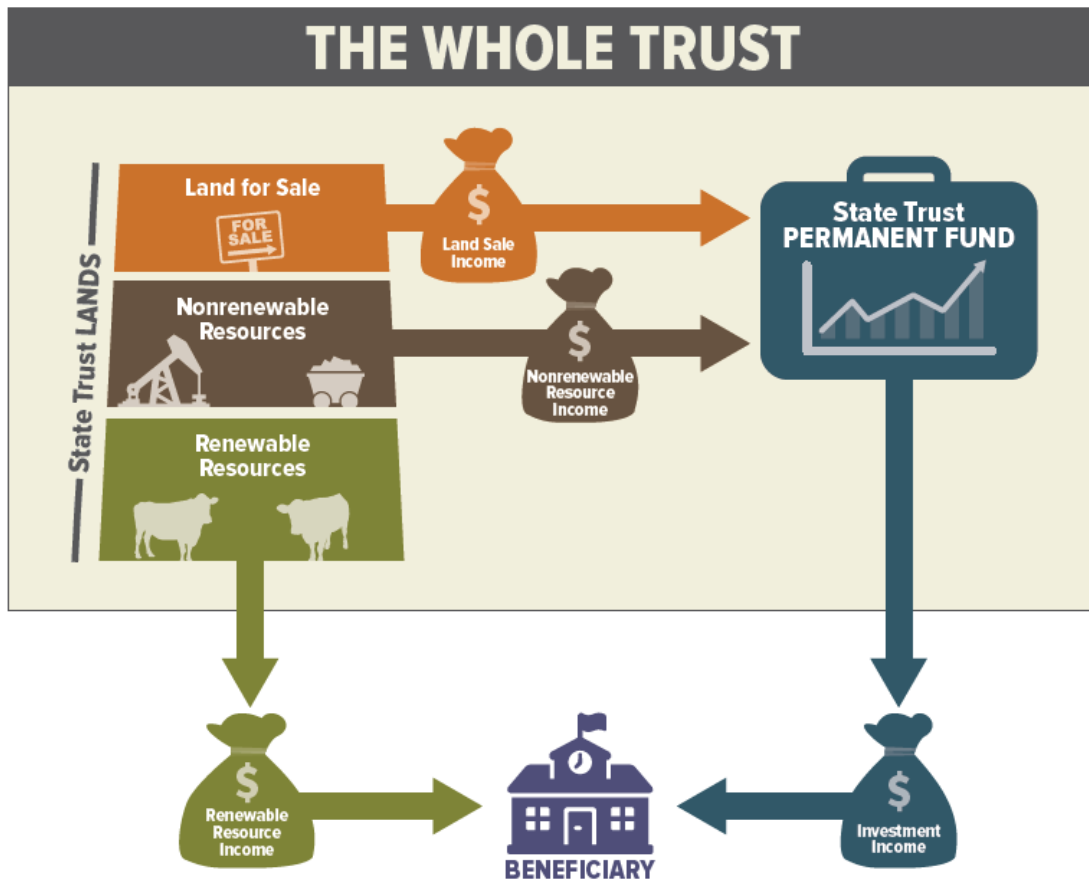 THE WHOLE TRUST
State Trust LANDS
Land for Sale
FOR
SALE
$
Land Sale
Income
State Trust
PERMANENT FUND
Nonrenewable
Resources
$
Nonrenewable
Resource
Income
Renewable
Resources
$
Renewable
Resource
Income
BENEFICIARY
$
Investment
Income